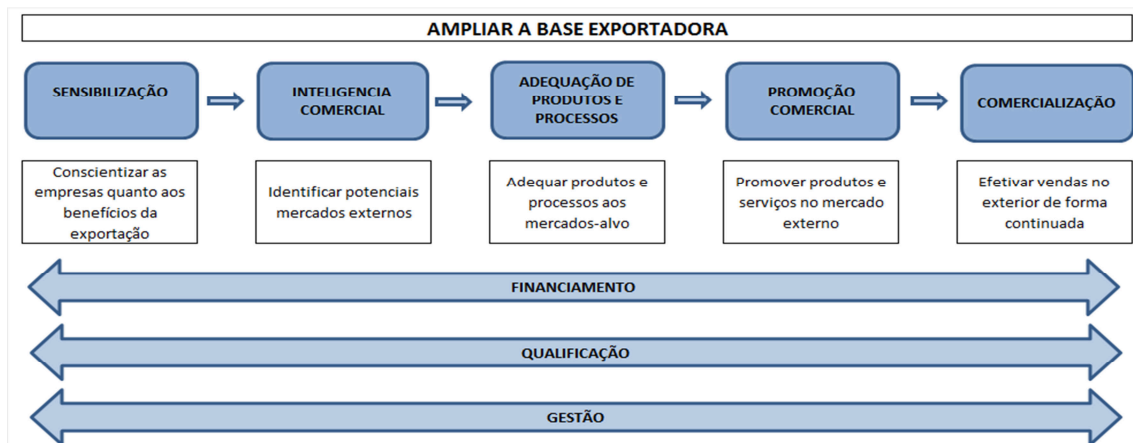 AMPLIAR A BASE EXPORTADORA
SENSIBILIZAÇÃO
INTELIGENCIA
COMERCIAL
ADEQUAÇÃO DE
PRODUTOS E
PROCESSOS
PROMOÇÃO
COMERCIAL
COMERCIALIZAÇÃO
Conscientizar as
empresas quanto aos
benefícios da
exportação
Identificar potenciais
mercados externos
Adequar produtos e
processos aos
mercados-alvo
Promover produtos e
serviços no mercado
externo
Efetivar vendas no
exterior de forma
continuada
FINANCIAMENTO
QUALIFICAÇÃO
GESTÃO